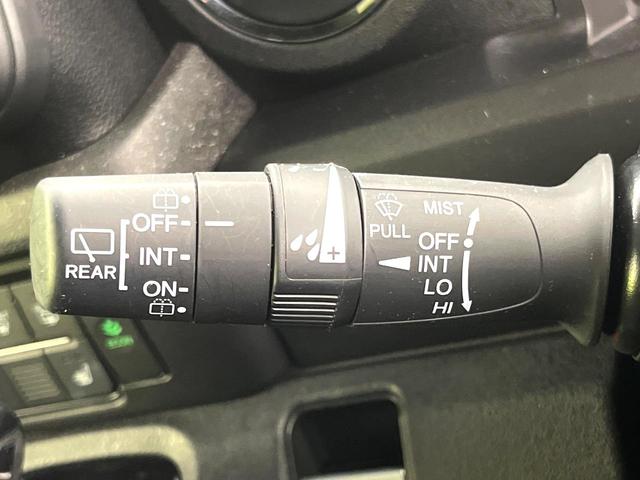 OFF
INT
REAR
ON
+
PULL
MIST
OFF
INT
LO
HI